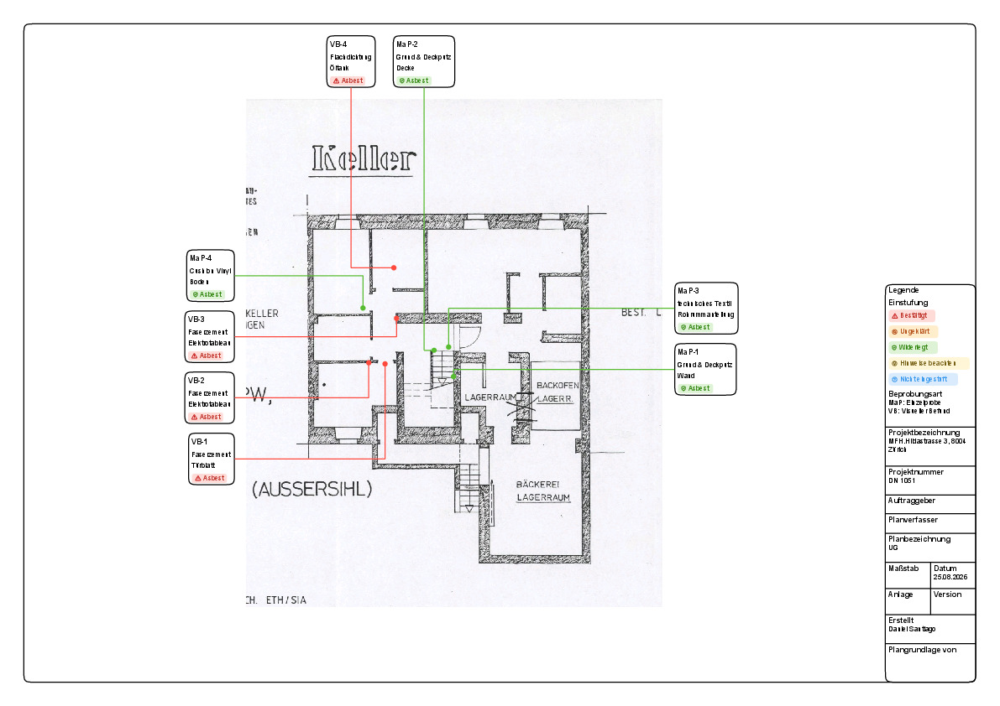 VB-4
Flachdichtung
Öltank
Asbest
MaP-2
Grund & Deckputz
Decke
Asbest
Keller
TES
EN
MaP-4
Cushion Vinyl
Boden
Asbest
KELLER
GEN
VB-3
Faserzement
Elektrotableau
Asbest
MaP-3
technisches Textil
Rohrummantelung
Asbest
BEST. L
MaP-1
Grund & Deckputz
Wand
Asbest
VB-2
Faserzement
Elektrotableau
Asbest
PW,
LAGERRAUM
BACKOFEN
LAGERR.
VB-1
Faserzement
Türblatt
Asbest
(AUSSERSIHL)
BÄCKEREI
LAGERRAUM
CH. ETH/SIA
Legende
Einstufung
Bestätigt
Ungeklärt
Widerlegt
Hinweise beachten
Nicht eingestuft
Beprobungsart
MaP: Einzelprobe
VB: Visueller Befund
Projektbezeichnung
MFH.Hildastrasse 3, 8004
Zürich
Projektnummer
DN 1051
Auftraggeber
Planverfasser
Planbezeichnung
UG
Maßstab
Datum
25.08.2026
Anlage
Version
Erstellt
Daniel Santiago
Plangrundlage von